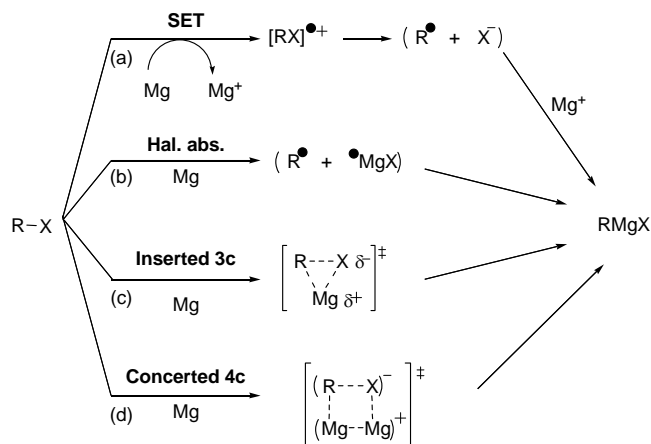 SET
[RX]●+
( R● + X− )
(a)
Mg Mg+
Mg+
Hal. abs.
( R● + ●MgX)
(b)
Mg
R–X
RMgX
Inserted 3c
[ R---X δ− ]‡
Mg δ+
(c)
Mg
Concerted 4c
[ (R---X)− ]‡
(Mg--Mg)+
(d)
Mg